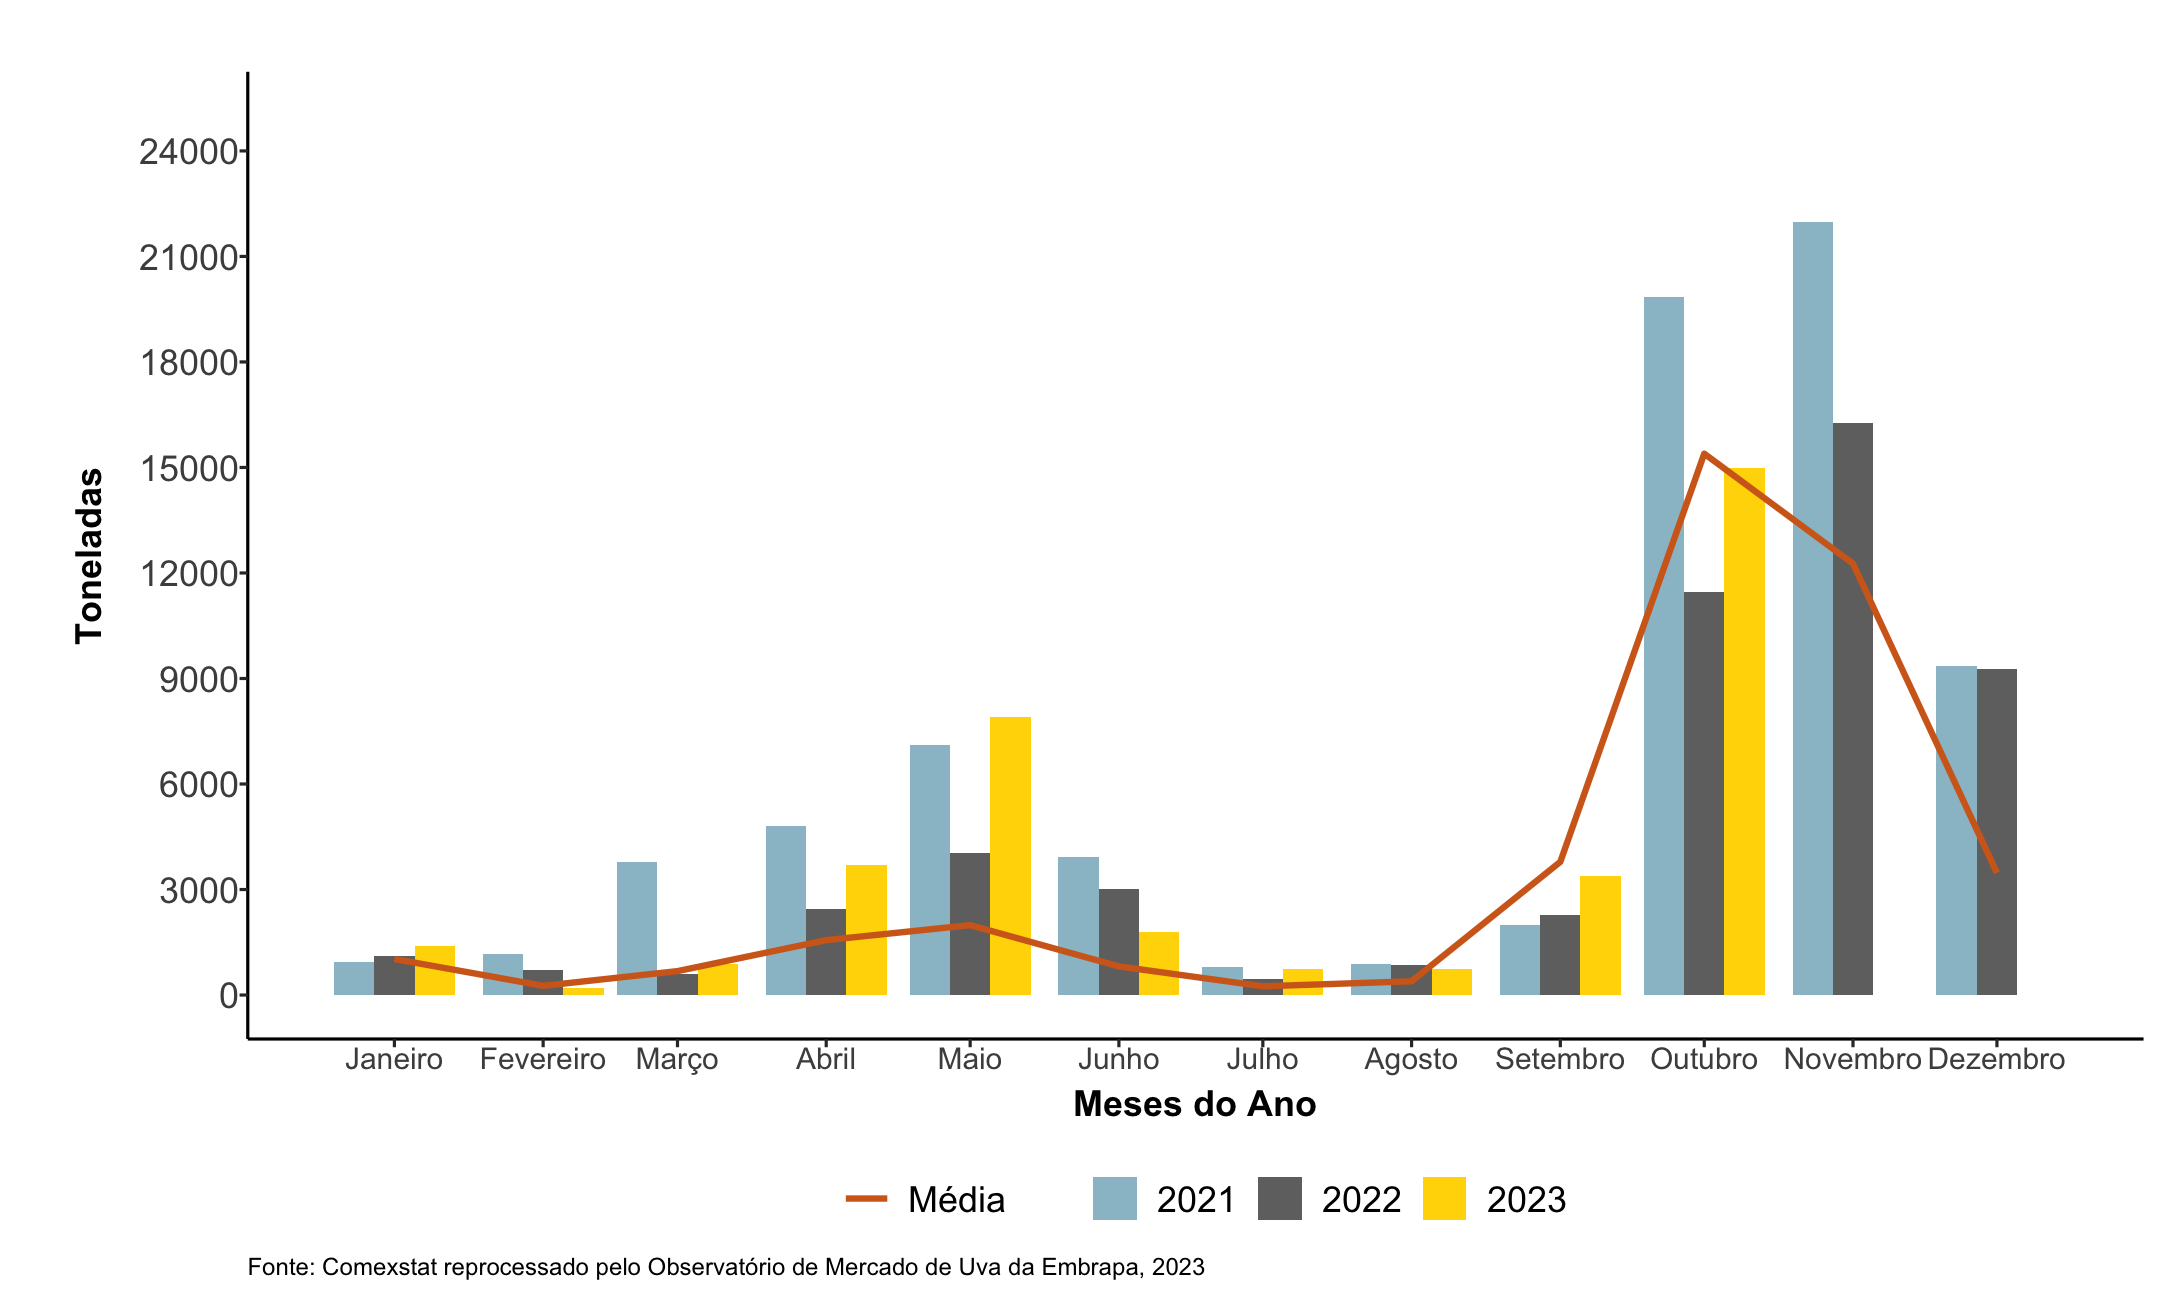 24000
21000
18000
15000
12000
9000
6000
3000
0
Toneladas
Janeiro Fevereiro Março Abril Maio Junho Julho Agosto Setembro Outubro Novembro Dezembro
Meses do Ano
Média 2021 2022 2023
Fonte: Comexstat reprocessado pelo Observatório de Mercado de Uva da Embrapa, 2023